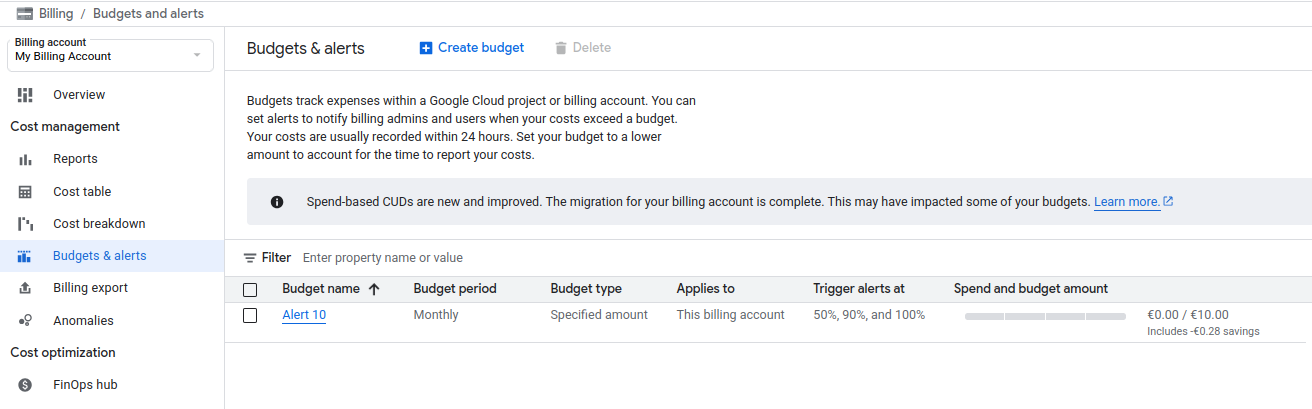 Billing / Budgets and alerts
Billing account
My Billing Account
Overview
Cost management
Reports
Cost table
Cost breakdown
Budgets & alerts
Billing export
Anomalies
Cost optimization
FinOps hub
Budgets & alerts
Create budget
Delete
Budgets track expenses within a Google Cloud project or billing account. You can
set alerts to notify billing admins and users when your costs exceed a budget.
Your costs are usually recorded within 24 hours. Set your budget to a lower
amount to account for the time to report your costs.
Spend-based CUDs are new and improved. The migration for your billing account is complete. This may have impacted some of your budgets. Learn more.
Filter Enter property name or value
Budget name Budget period Budget type Applies to Trigger alerts at Spend and budget amount
Alert 10 Monthly Specified amount This billing account 50%, 90%, and 100% €0.00 / €10.00
Includes -€0.28 savings